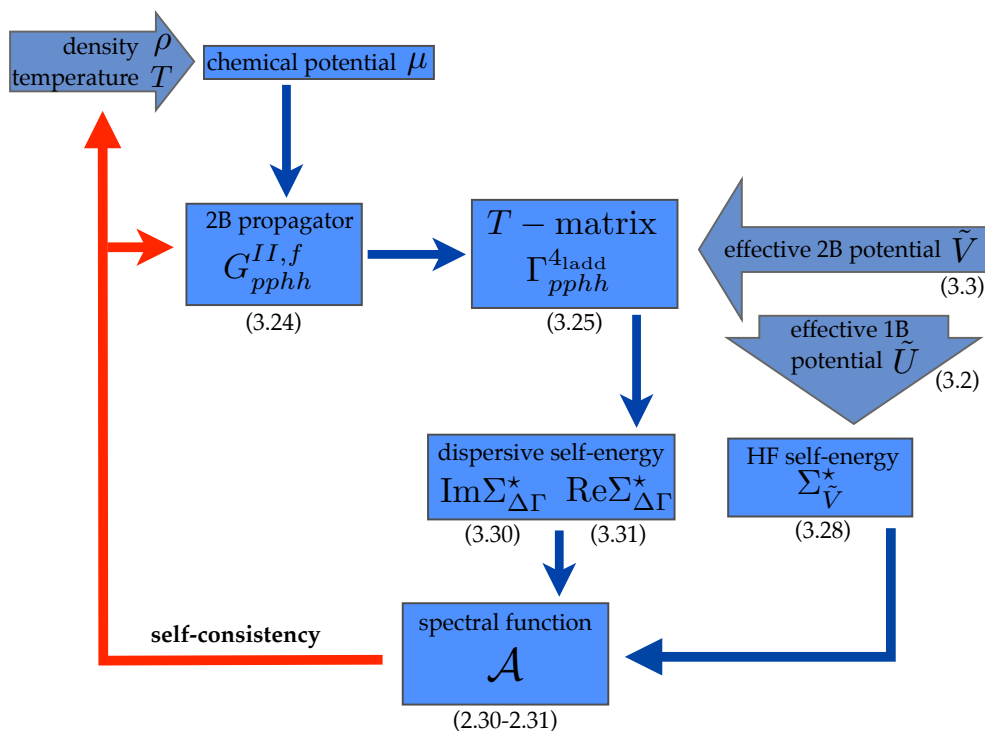 density ρ
temperature T
chemical potential μ
2B propagator
G^{II,f}_{pphh}
(3.24)
T − matrix
Γ^{4_{ladd}}_{pphh}
(3.25)
effective 2B potential Ṽ
(3.3)
effective 1B
potential Ũ
(3.2)
dispersive self-energy
ImΣ^⋆_{ΔΓ} ReΣ^⋆_{ΔΓ}
(3.30) (3.31)
HF self-energy
Σ^⋆_{Ṽ}
(3.28)
self-consistency
spectral function
𝒜
(2.30-2.31)